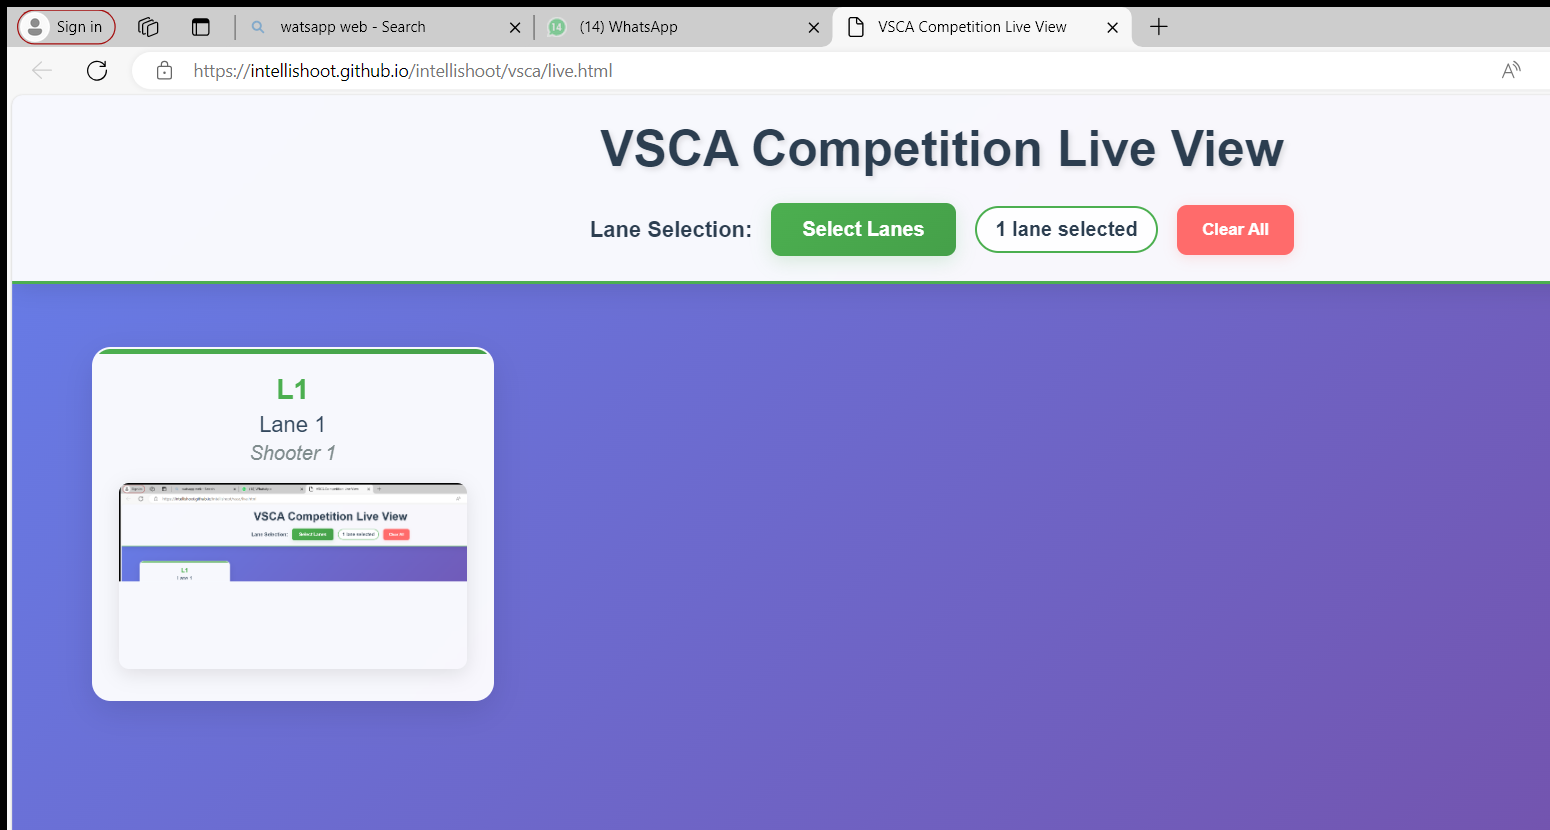 Sign in
watsapp web - Search
14
(14) WhatsApp
VSCA Competition Live View
https://intellishoot.github.io/intellishoot/vsca/live.html
VSCA Competition Live View
Lane Selection:
Select Lanes
1 lane selected
Clear All
L1
Lane 1
Shooter 1
VSCA Competition Live View
Lane Selection:
Select Lanes
1 lane selected
Clear All
L1
Lane 1